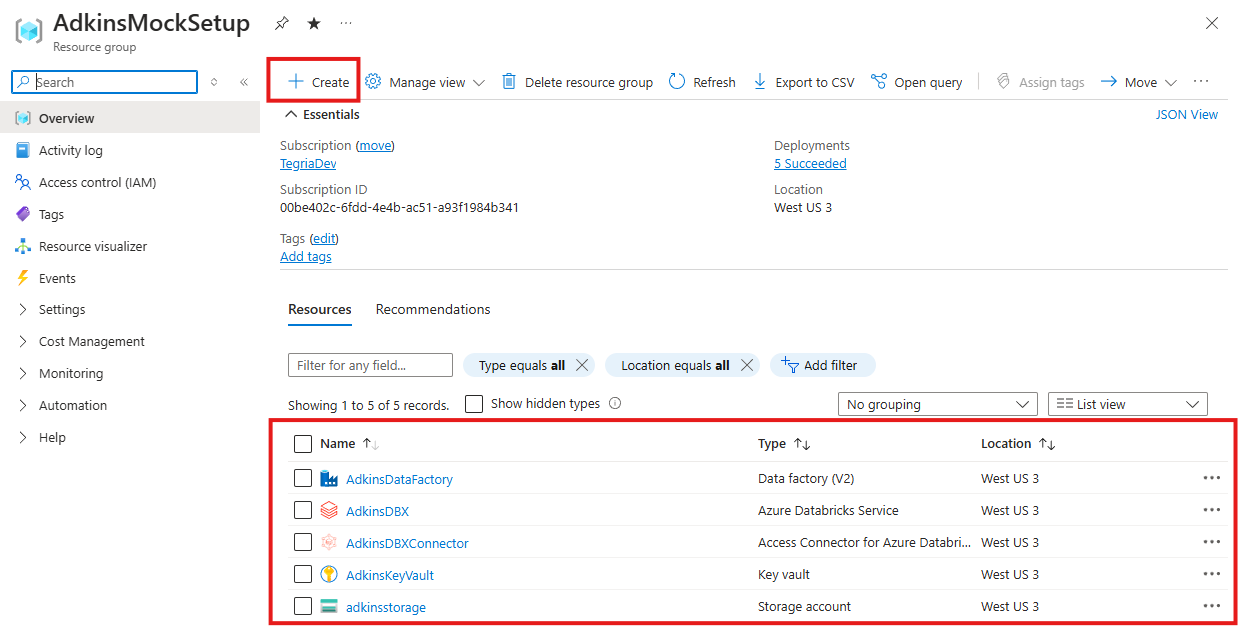 AdkinsMockSetup
Resource group
Search
Overview
Activity log
Access control (IAM)
Tags
Resource visualizer
Events
Settings
Cost Management
Monitoring
Automation
Help
Create Manage view Delete resource group Refresh Export to CSV Open query Assign tags Move
Essentials JSON View
Subscription (move)
TegriaDev
Subscription ID
00be402c-6fdd-4e4b-ac51-a93f1984b341
Tags (edit)
Add tags
Deployments
5 Succeeded
Location
West US 3
Resources Recommendations
Filter for any field... Type equals all Location equals all Add filter
Showing 1 to 5 of 5 records. Show hidden types No grouping List view
Name Type Location
AdkinsDataFactory Data factory (V2) West US 3
AdkinsDBX Azure Databricks Service West US 3
AdkinsDBXConnector Access Connector for Azure Databri... West US 3
AdkinsKeyVault Key vault West US 3
adkinsstorage Storage account West US 3